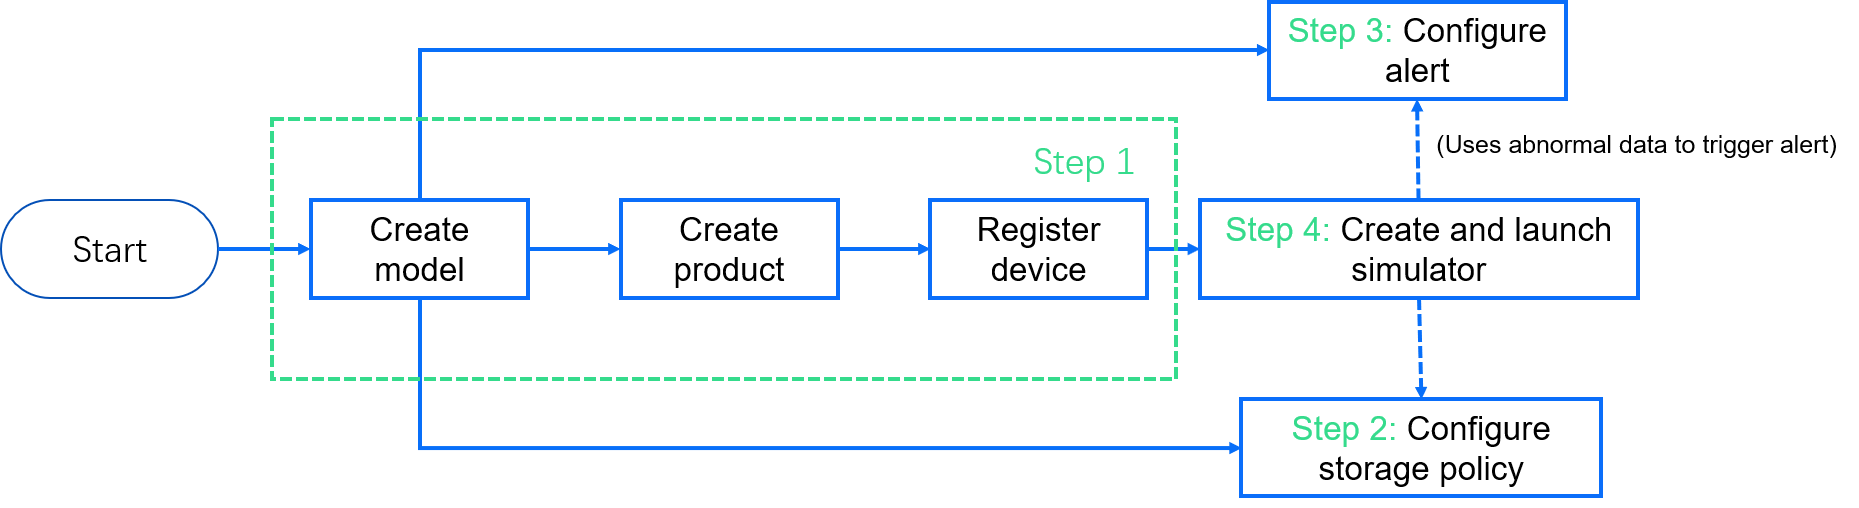 Step 3: Configure
alert
(Uses abnormal data to trigger alert)
Step 1
Start
Create
model
Create
product
Register
device
Step 4: Create and launch
simulator
Step 2: Configure
storage policy